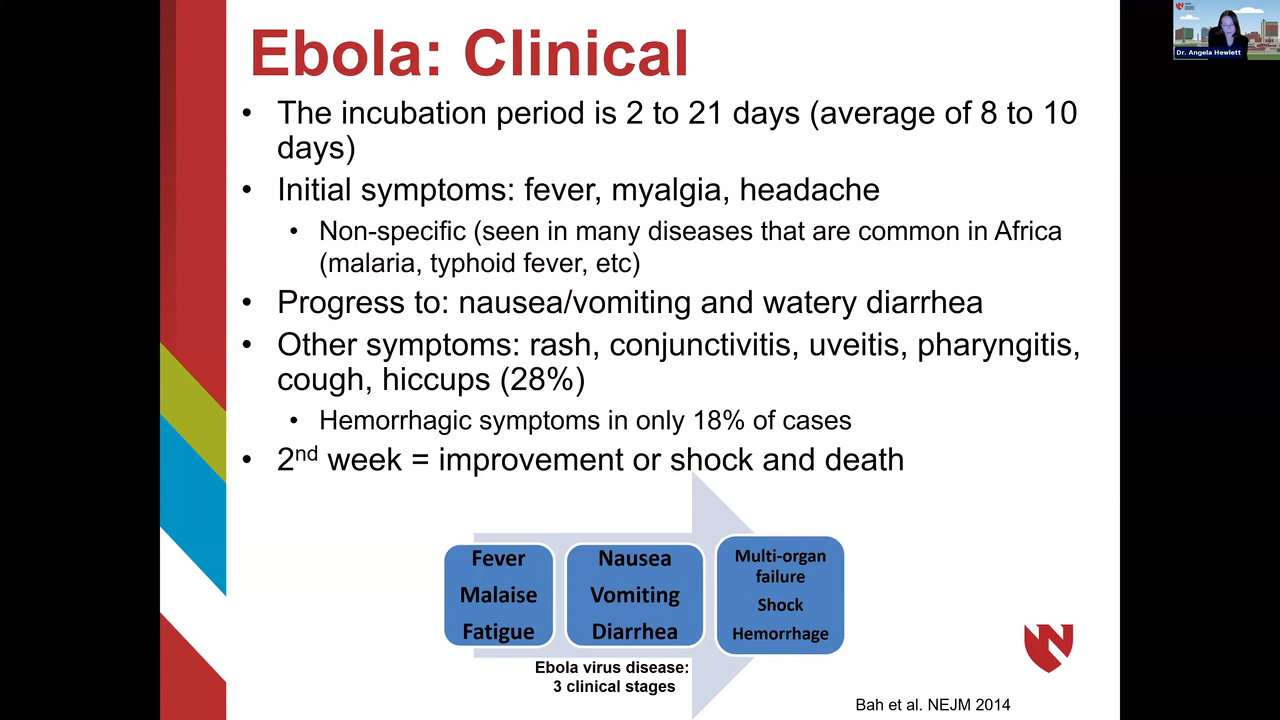 Ebola: Clinical
• The incubation period is 2 to 21 days (average of 8 to 10
days)
• Initial symptoms: fever, myalgia, headache
• Non-specific (seen in many diseases that are common in Africa
(malaria, typhoid fever, etc)
• Progress to: nausea/vomiting and watery diarrhea
• Other symptoms: rash, conjunctivitis, uveitis, pharyngitis,
cough, hiccups (28%)
• Hemorrhagic symptoms in only 18% of cases
• 2nd week = improvement or shock and death
Fever
Malaise
Fatigue
Nausea
Vomiting
Diarrhea
Multi-organ
failure
Shock
Hemorrhage
Ebola virus disease:
3 clinical stages
Bah et al. NEJM 2014
N
Dr. Angela Hewlett